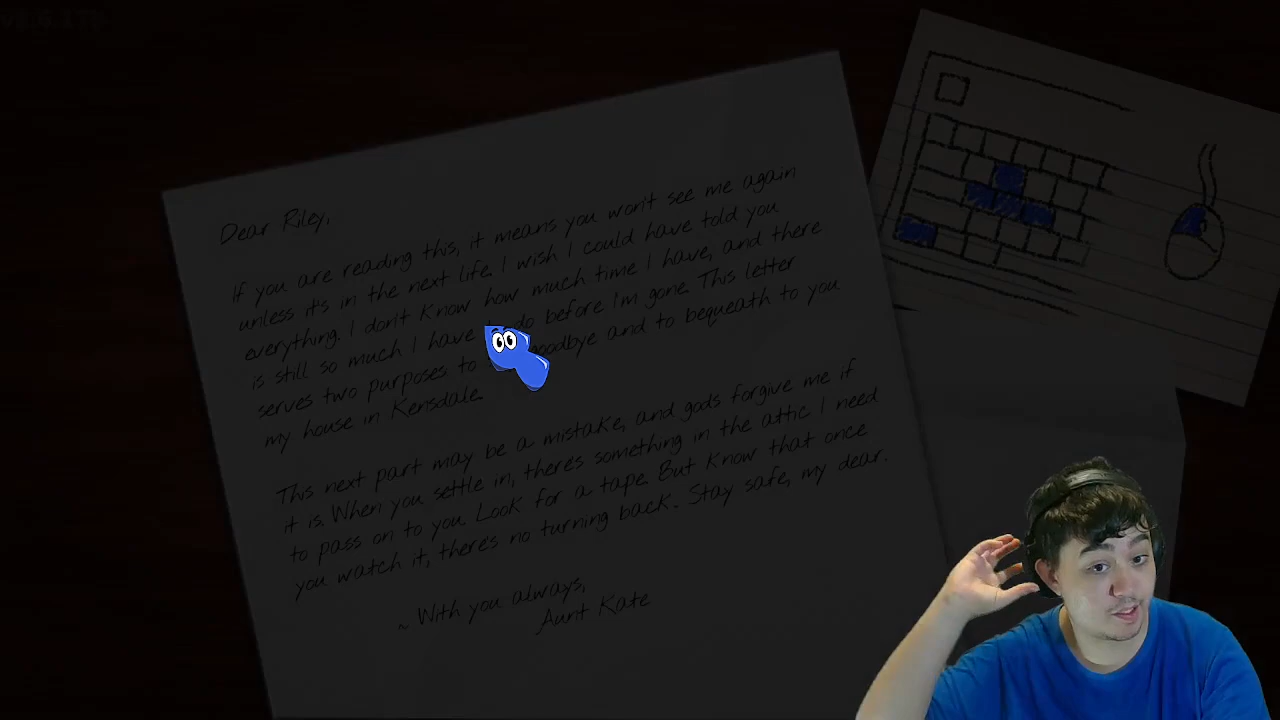 v1.6.11b
Dear Riley,
If you are reading this, it means you won't see me again
unless it's in the next life. I wish I could have told you
everything. I don't know how much time I have, and there
is still so much I have to do before I'm gone. This letter
serves two purposes: to goodbye and to bequeath to you
my house in Kensdale.
This next part may be a mistake, and gods forgive me if
it is. When you settle in, there's something in the attic I need
to pass on to you. Look for a tape. But know that once
you watch it, there's no turning back. Stay safe, my dear.
~ With you always,
Aunt Kate